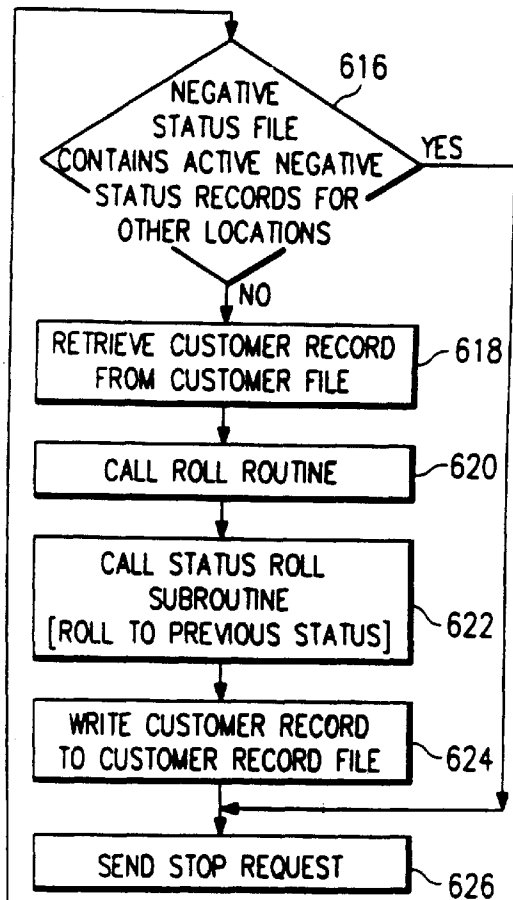 616
NEGATIVE
STATUS FILE
CONTAINS ACTIVE NEGATIVE
STATUS RECORDS FOR
OTHER LOCATIONS
YES
NO
RETRIEVE CUSTOMER RECORD
FROM CUSTOMER FILE
618
CALL ROLL ROUTINE
620
CALL STATUS ROLL
SUBROUTINE
[ROLL TO PREVIOUS STATUS]
622
WRITE CUSTOMER RECORD
TO CUSTOMER RECORD FILE
624
SEND STOP REQUEST
626